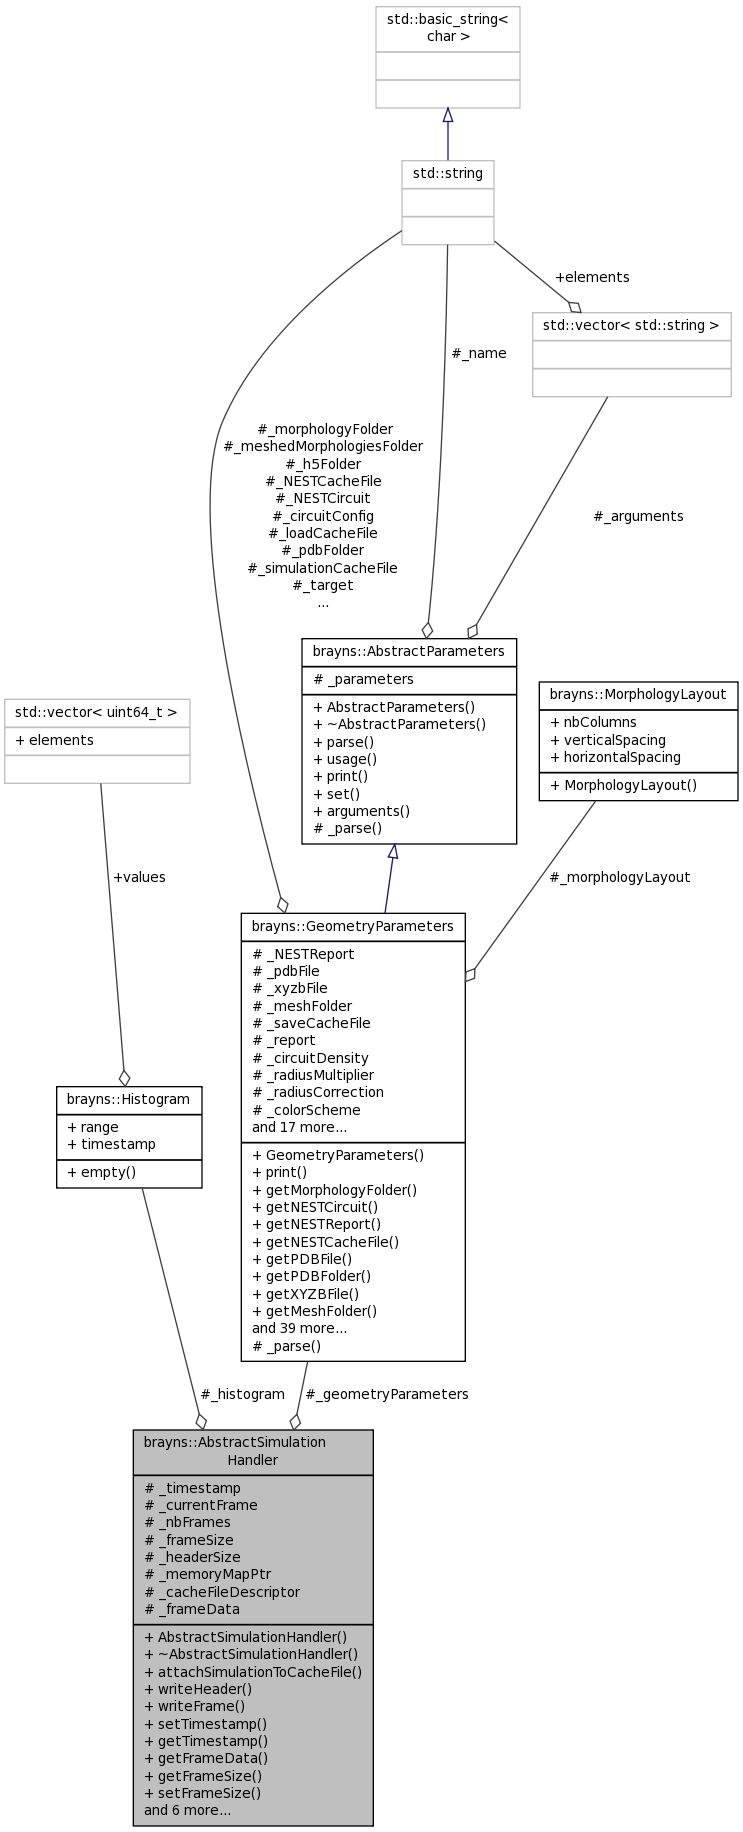 std::basic_string<
char >
std::string
+elements
std::vector< std::string >
#_name
#_morphologyFolder
#_meshedMorphologiesFolder
#_h5Folder
#_NESTCacheFile
#_NESTCircuit
#_circuitConfig
#_loadCacheFile
#_pdbFolder
#_simulationCacheFile
#_target
...
#_arguments
brayns::AbstractParameters
# _parameters
+ AbstractParameters()
+ ~AbstractParameters()
+ parse()
+ usage()
+ print()
+ set()
+ arguments()
# _parse()
brayns::MorphologyLayout
+ nbColumns
+ verticalSpacing
+ horizontalSpacing
+ MorphologyLayout()
std::vector< uint64_t >
+ elements
+values
#_morphologyLayout
brayns::GeometryParameters
# _NESTReport
# _pdbFile
# _xyzbFile
# _meshFolder
# _saveCacheFile
# _report
# _circuitDensity
# _radiusMultiplier
# _radiusCorrection
# _colorScheme
and 17 more...
+ GeometryParameters()
+ print()
+ getMorphologyFolder()
+ getNESTCircuit()
+ getNESTReport()
+ getNESTCacheFile()
+ getPDBFile()
+ getPDBFolder()
+ getXYZBFile()
+ getMeshFolder()
and 39 more...
# _parse()
brayns::Histogram
+ range
+ timestamp
+ empty()
#_histogram
#_geometryParameters
brayns::AbstractSimulation
Handler
# _timestamp
# _currentFrame
# _nbFrames
# _frameSize
# _headerSize
# _memoryMapPtr
# _cacheFileDescriptor
# _frameData
+ AbstractSimulationHandler()
+ ~AbstractSimulationHandler()
+ attachSimulationToCacheFile()
+ writeHeader()
+ writeFrame()
+ setTimestamp()
+ getTimestamp()
+ getFrameData()
+ getFrameSize()
+ setFrameSize()
and 6 more...